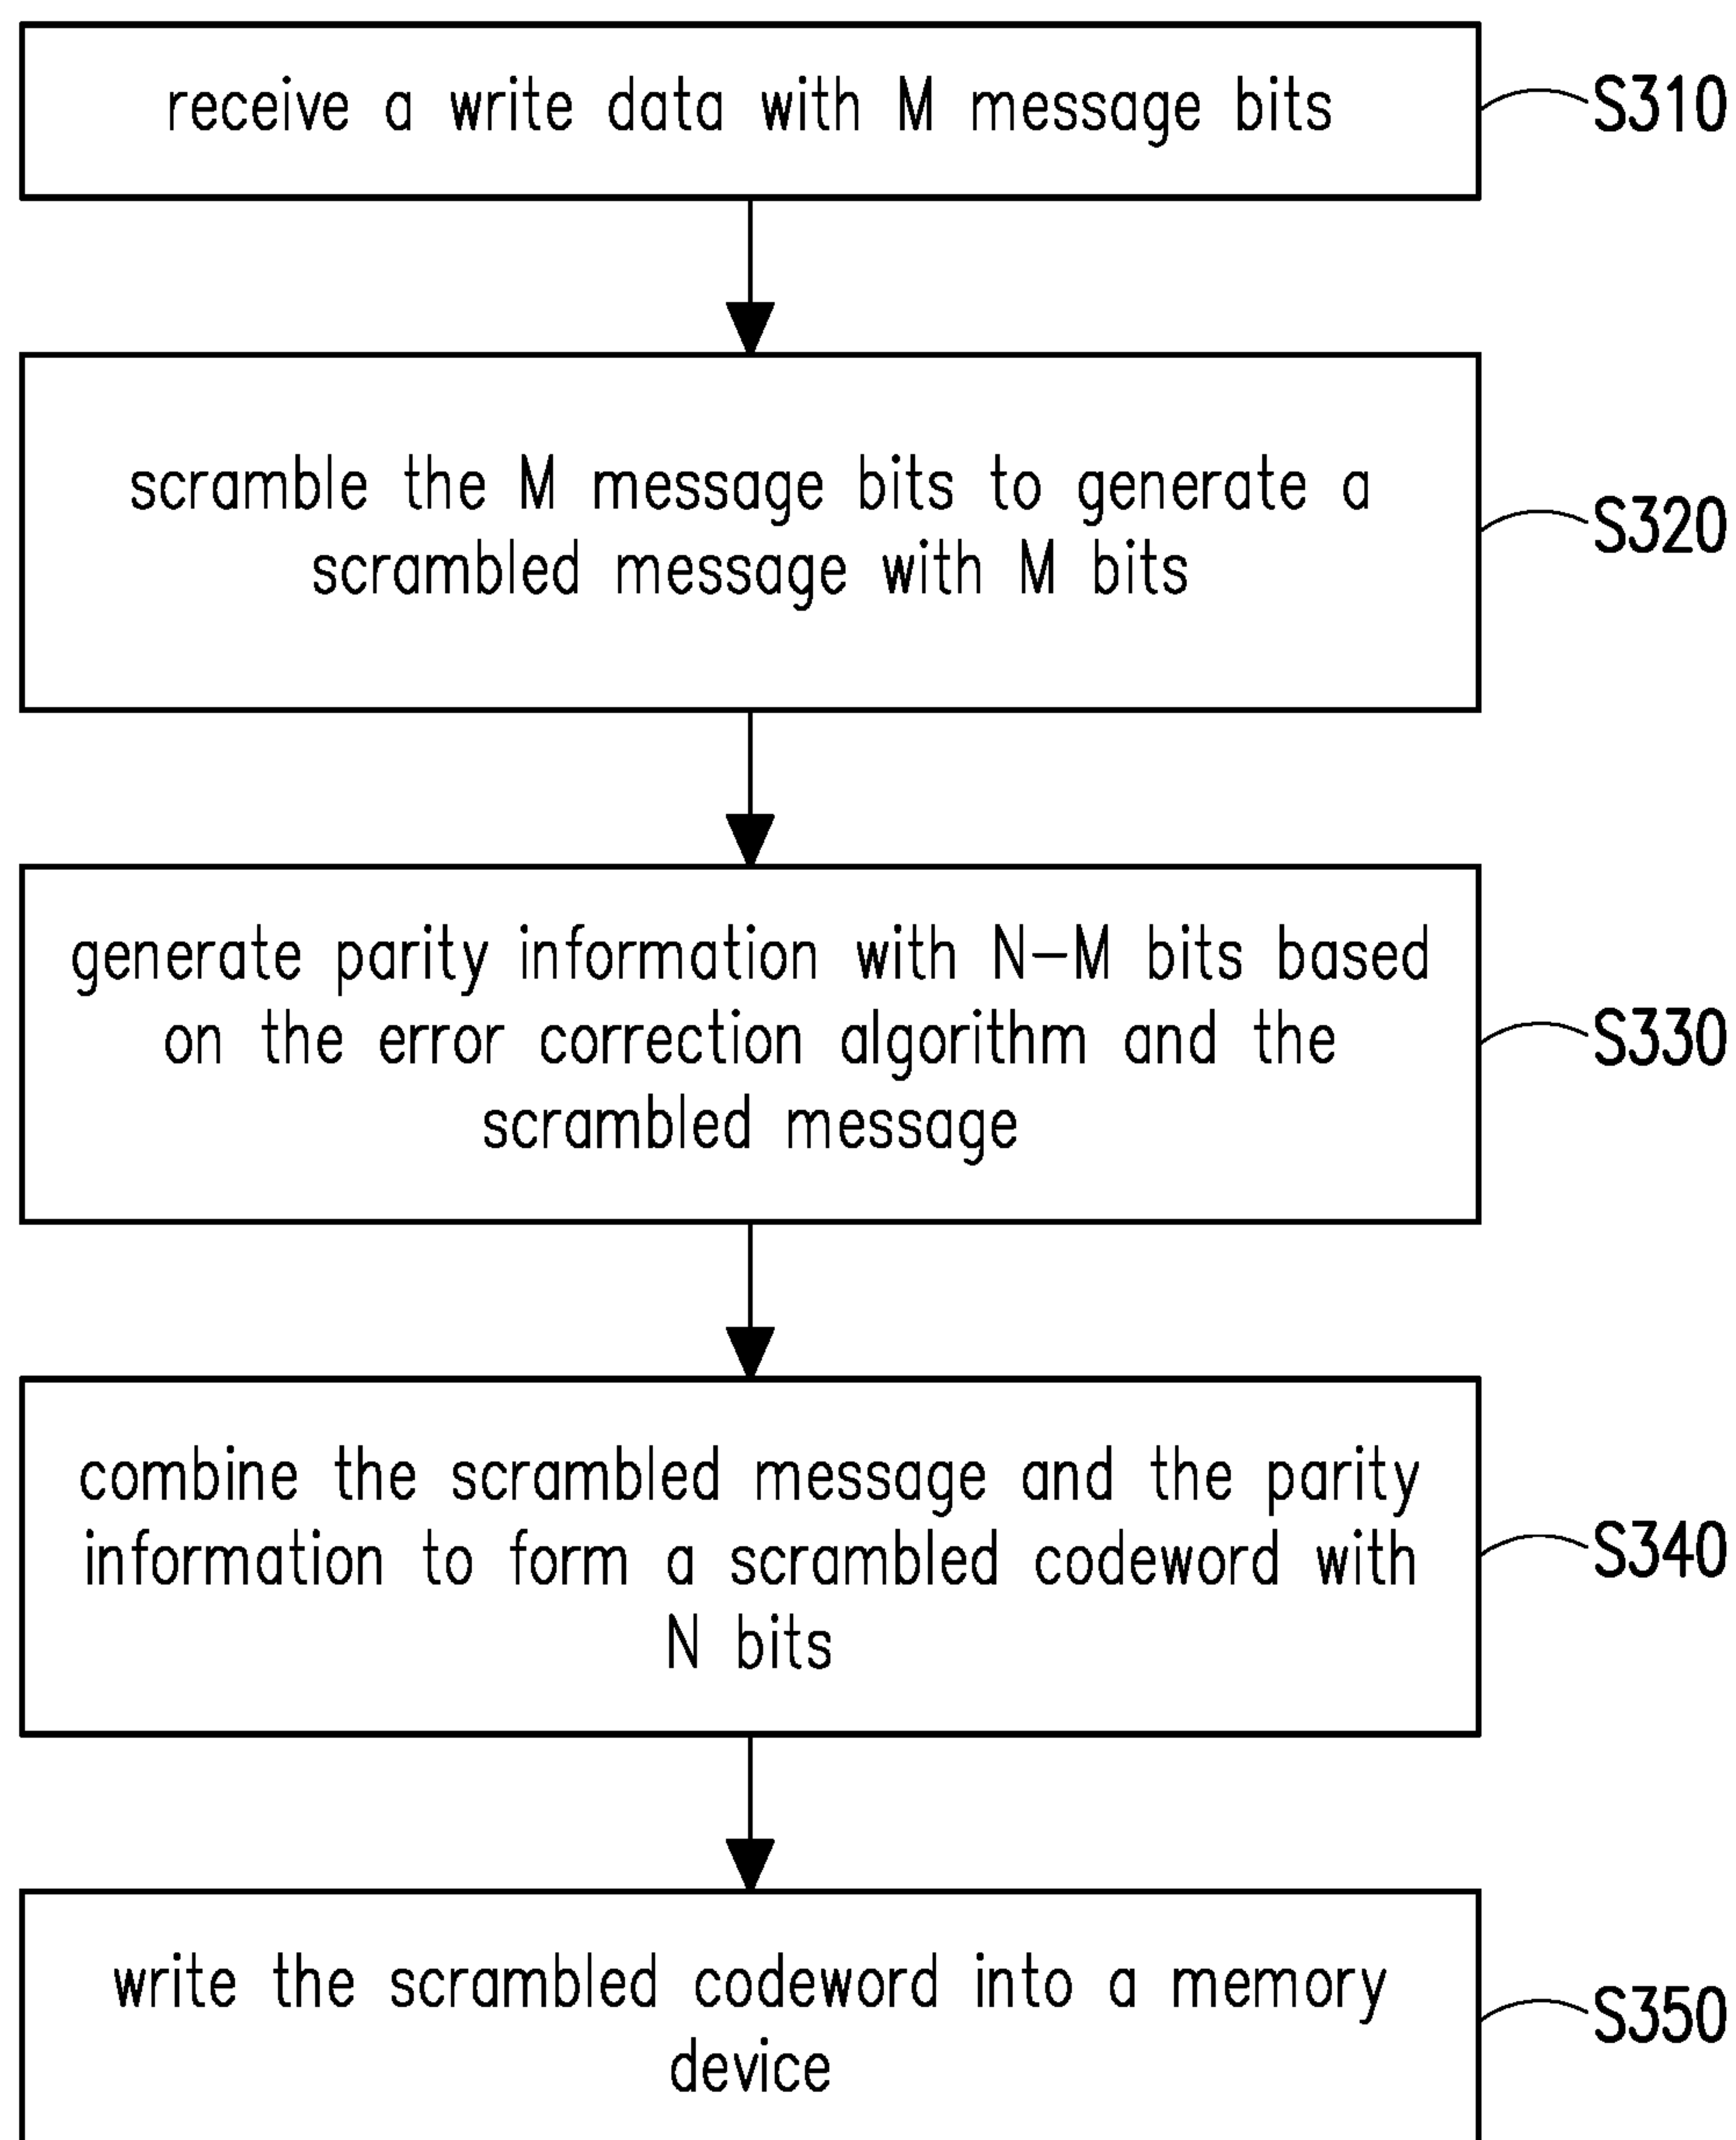 receive a write data with M message bits
S310
scramble the M message bits to generate a
scrambled message with M bits
S320
generate parity information with N-M bits based
on the error correction algorithm and the
scrambled message
S330
combine the scrambled message and the parity
information to form a scrambled codeword with
N bits
S340
write the scrambled codeword into a memory
device
S350